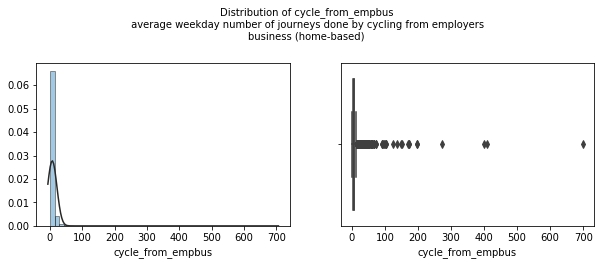 Distribution of cycle_from_empbus
average weekday number of journeys done by cycling from employers
business (home-based)
0.06
0.05
0.04
0.03
0.02
0.01
0.00
0 100 200 300 400 500 600 700
cycle_from_empbus
0 100 200 300 400 500 600 700
cycle_from_empbus